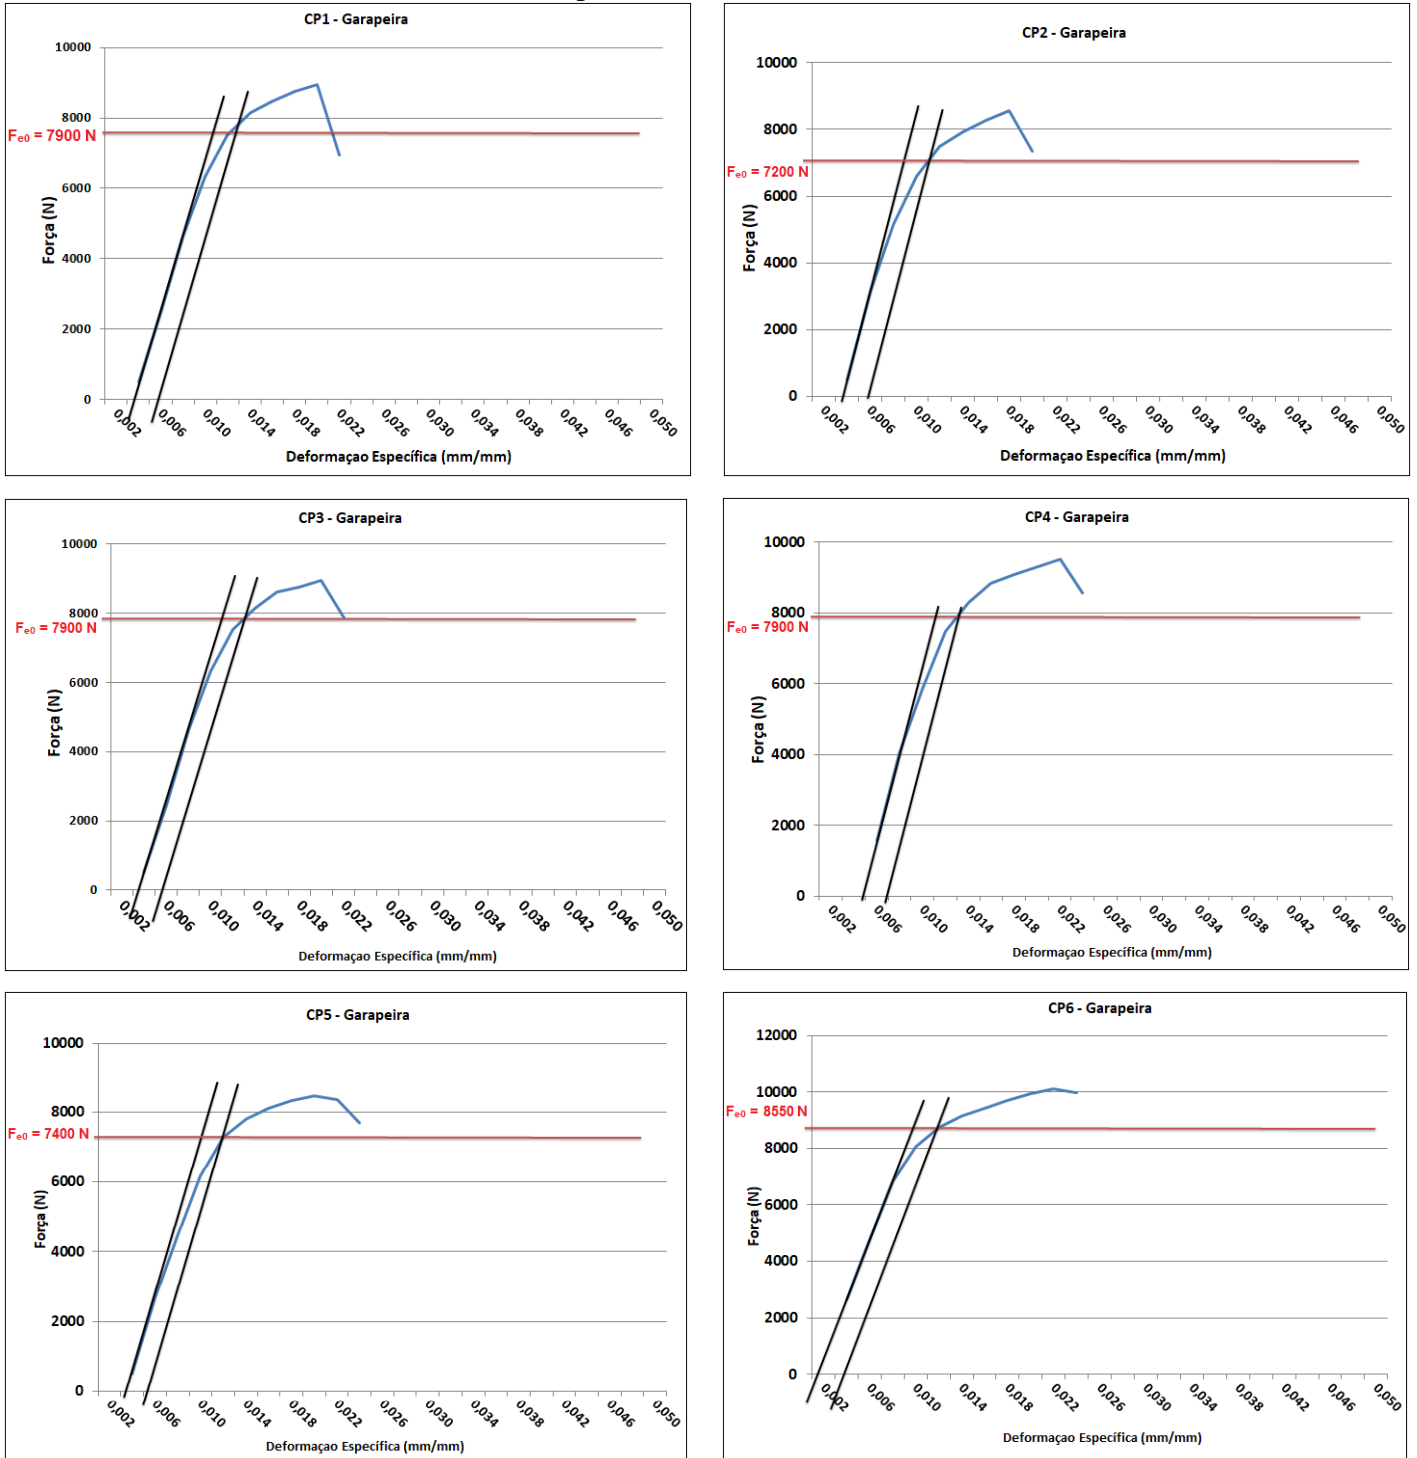 CP1 - Garapeira
10000
8000
Fe0 = 7900 N
6000
4000
2000
0
Força (N)
0,002 0,006 0,010 0,014 0,018 0,022 0,026 0,030 0,034 0,038 0,042 0,046 0,050
Deformaçao Específica (mm/mm)
CP2 - Garapeira
10000
8000
Fe0 = 7200 N
6000
4000
2000
0
Força (N)
0,002 0,006 0,010 0,014 0,018 0,022 0,026 0,030 0,034 0,038 0,042 0,046 0,050
Deformaçao Específica (mm/mm)
CP3 - Garapeira
10000
8000
Fe0 = 7900 N
6000
4000
2000
0
Força (N)
0,002 0,006 0,010 0,014 0,018 0,022 0,026 0,030 0,034 0,038 0,042 0,046 0,050
Deformaçao Específica (mm/mm)
CP4 - Garapeira
10000
8000
Fe0 = 7900 N
6000
4000
2000
0
Força (N)
0,002 0,006 0,010 0,014 0,018 0,022 0,026 0,030 0,034 0,038 0,042 0,046 0,050
Deformaçao Específica (mm/mm)
CP5 - Garapeira
10000
8000
Fe0 = 7400 N
6000
4000
2000
0
Força (N)
0,002 0,006 0,010 0,014 0,018 0,022 0,026 0,030 0,034 0,038 0,042 0,046 0,050
Deformaçao Específica (mm/mm)
CP6 - Garapeira
12000
10000
Fe0 = 8550 N
8000
6000
4000
2000
0
Força (N)
0,002 0,006 0,010 0,014 0,018 0,022 0,026 0,030 0,034 0,038 0,042 0,046 0,050
Deformaçao Específica (mm/mm)